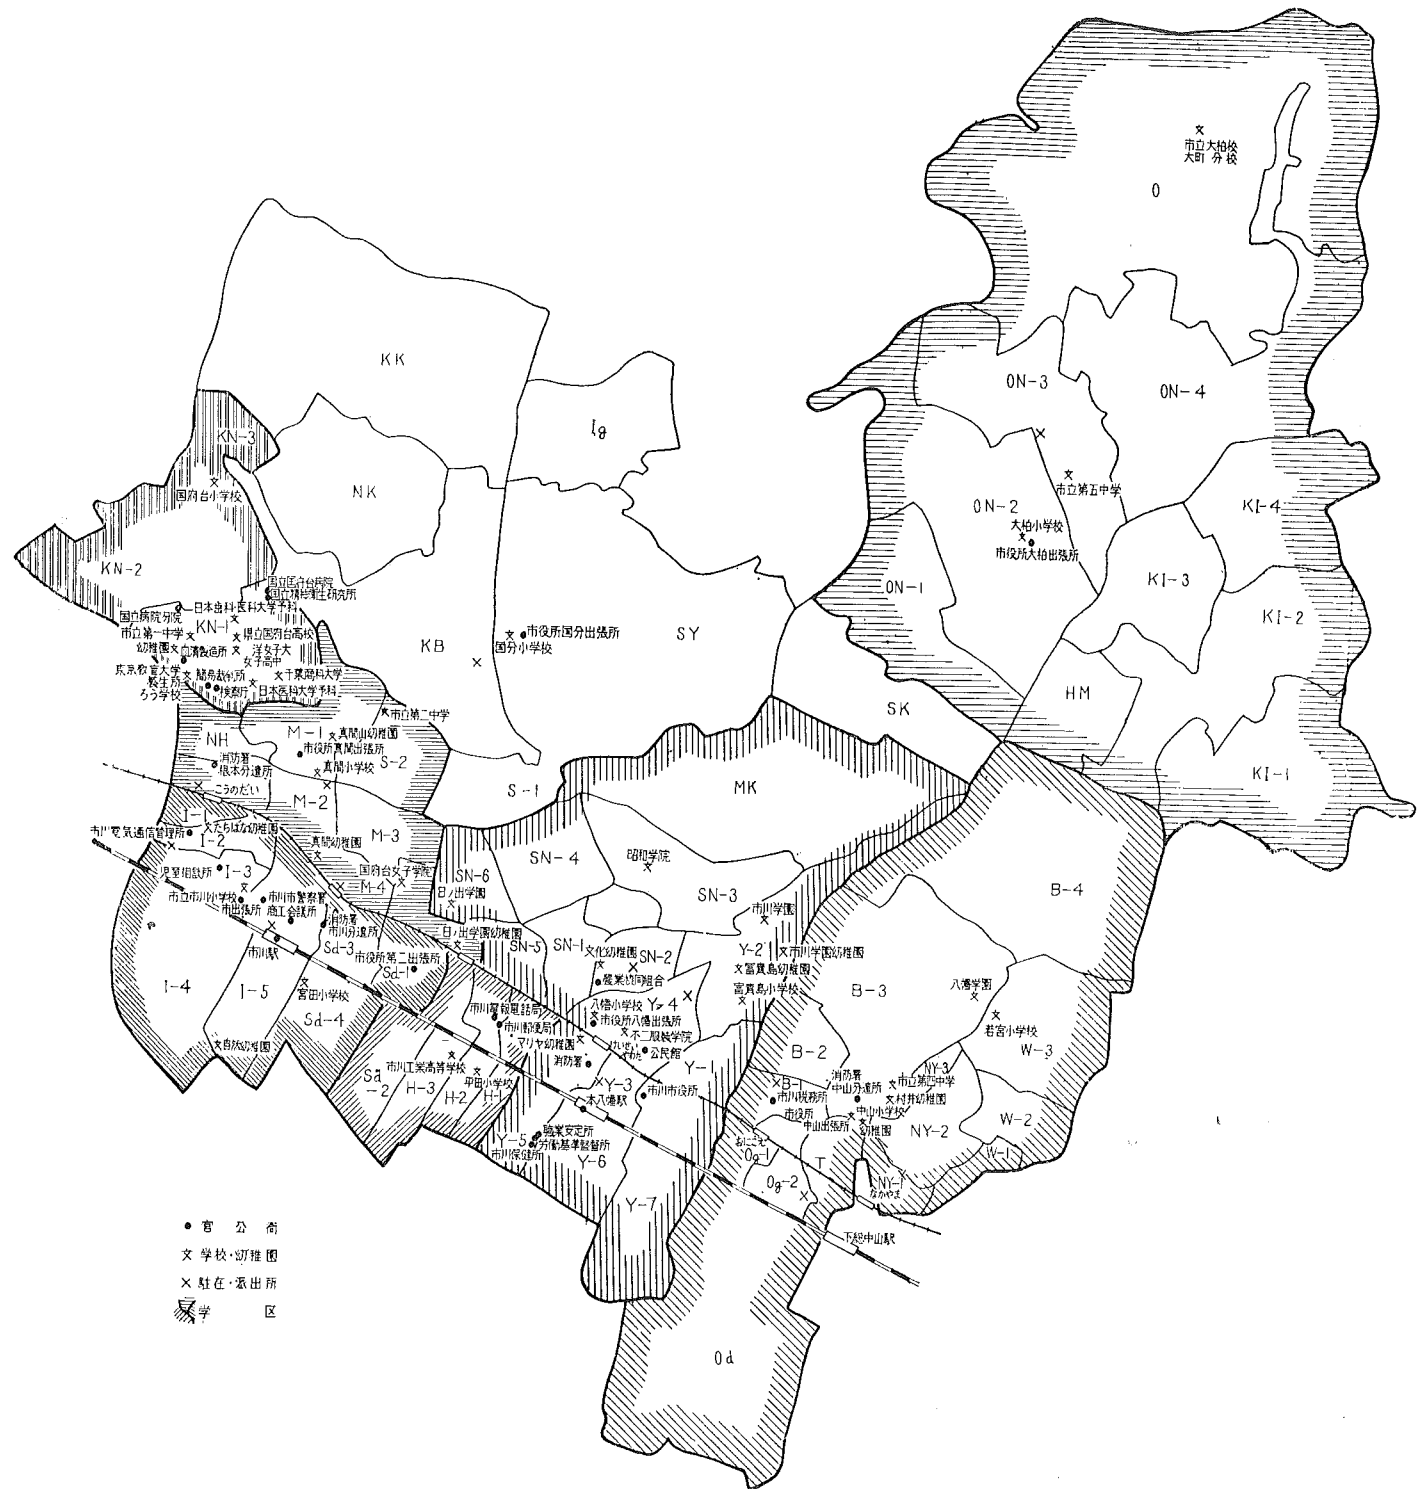 市立大柏校
大町分校
O
KK
ON-3
ON-4
Ig
KN-3
NK
国府台小学校
市立第五中学
ON-2
大柏小学校
市役所大柏出張所
KI-4
KN-2
ON-1
KI-3
KI-2
国立国府台病院
国立精神衛生研究所
国立病院分院
日本歯科・医科大学予科
KN-1
市立第一中学
県立国府台高校
幼稚園
血清製造所
洋女子大
女子高中
KB
市役所国分出張所
国分小学校
SY
東京教育大学
ろう学校
簡易裁判所
検察庁
千葉商科大学
日本医科大学予科
HM
SK
市立第二中学
M-1
真間山幼稚園
NH
市役所真間出張所
S-2
消防署
根本分遣所
真間小学校
こうのだい
M-2
S-1
MK
KI-1
I-1
たちばな幼稚園
市川電気通信管理所
I-2
M-3
真間幼稚園
児童相談所
I-3
国府台女子学院
M-4
SN-6
日ノ出学園
SN-4
昭和学院
SN-3
B-4
市立市川小学校
市川市警察署
市出張所
商工会議所
消防署
市川分遣所
Sd-3
市川駅
日ノ出学園幼稚園
SN-5
SN-1
文化幼稚園
SN-2
農業協同組合
市川学園
Y-2
市川学園幼稚園
冨貴島幼稚園
富貴島小学校
市役所第二出張所
Sd-1
I-4
I-5
宮田小学校
Sd-4
自然幼稚園
B-3
八幡学園
若宮小学校
W-3
市川電報電話局
市川郵便局
マリヤ幼稚園
八幡小学校
市役所八幡出張所
Y-4
不二服装学院
けいせい
やわた
公民館
消防署
市川工業高等学校
平田小学校
Sa
-2
H-3
H-2
H-1
Y-3
本八幡駅
Y-1
市川市役所
B-2
B-1
市川税務所
市役所
中山出張所
消防署
中山分遣所
NY-3
市立第四中学
村井幼稚園
中山小学校
幼稚園
NY-2
W-2
W-1
Y-5
職業安定所
労働基準監督所
市川保健所
Y-6
Y-7
おにごえ
Og-1
Og-2
T
NY-1
なかやま
下総中山駅
Od
官公衙
学校・幼稚園
駐在・派出所
学区